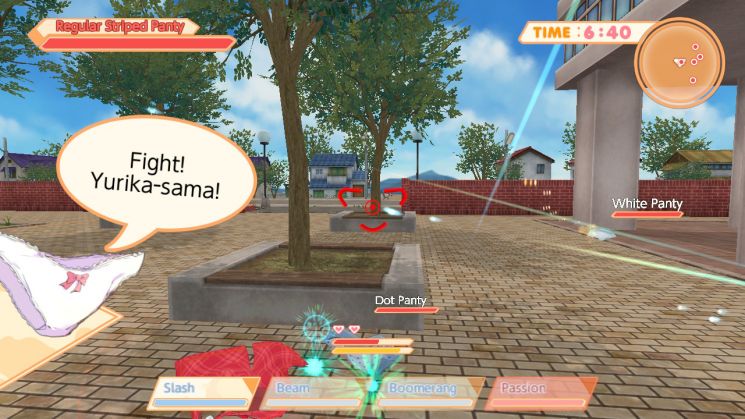 Regular Striped Panty
TIME : 6:40
Fight!
Yurika-sama!
White Panty
Dot Panty
Slash
Beam
Boomerang
Passion